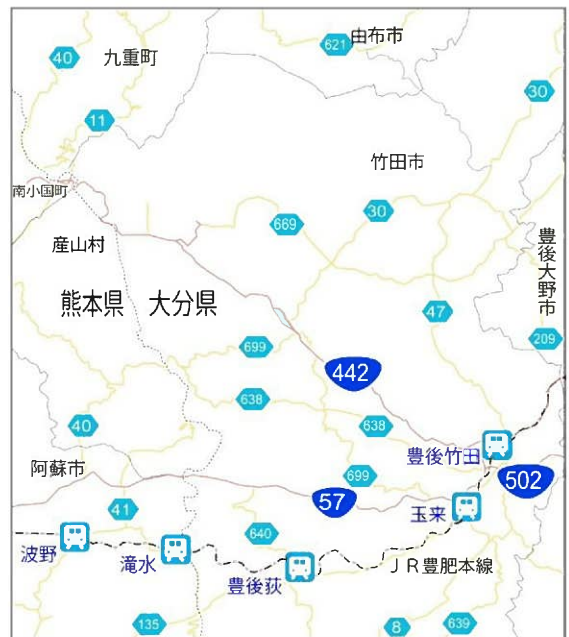 621
由布市
40
九重町
30
11
竹田市
南小国町
30
669
産山村
豊後大野市
熊本県
大分県
47
209
699
442
638
40
638
豊後竹田
阿蘇市
699
502
57
41
玉来
640
波野
滝水
豊後荻
ＪＲ豊肥本線
135
8
639